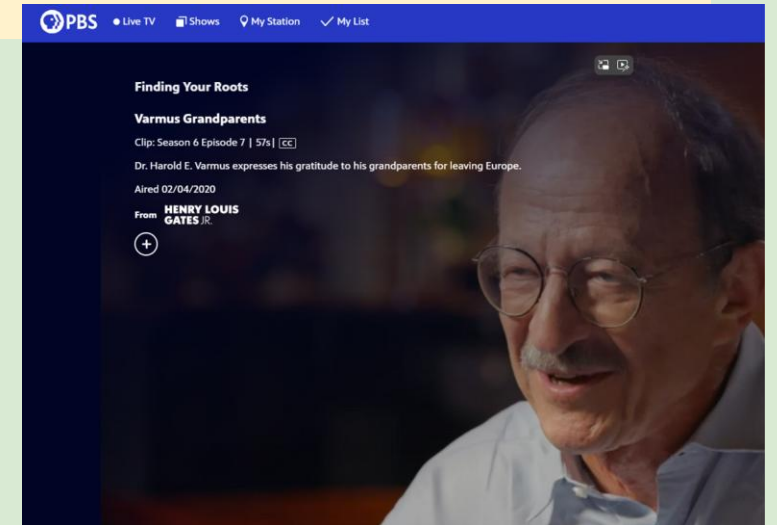 PBS Live TV Shows My Station My List
Finding Your Roots
Varmus Grandparents
Clip: Season 6 Episode 7 | 57s | CC
Dr. Harold E. Varmus expresses his gratitude to his grandparents for leaving Europe.
Aired 02/04/2020
From HENRY LOUIS
GATES JR.